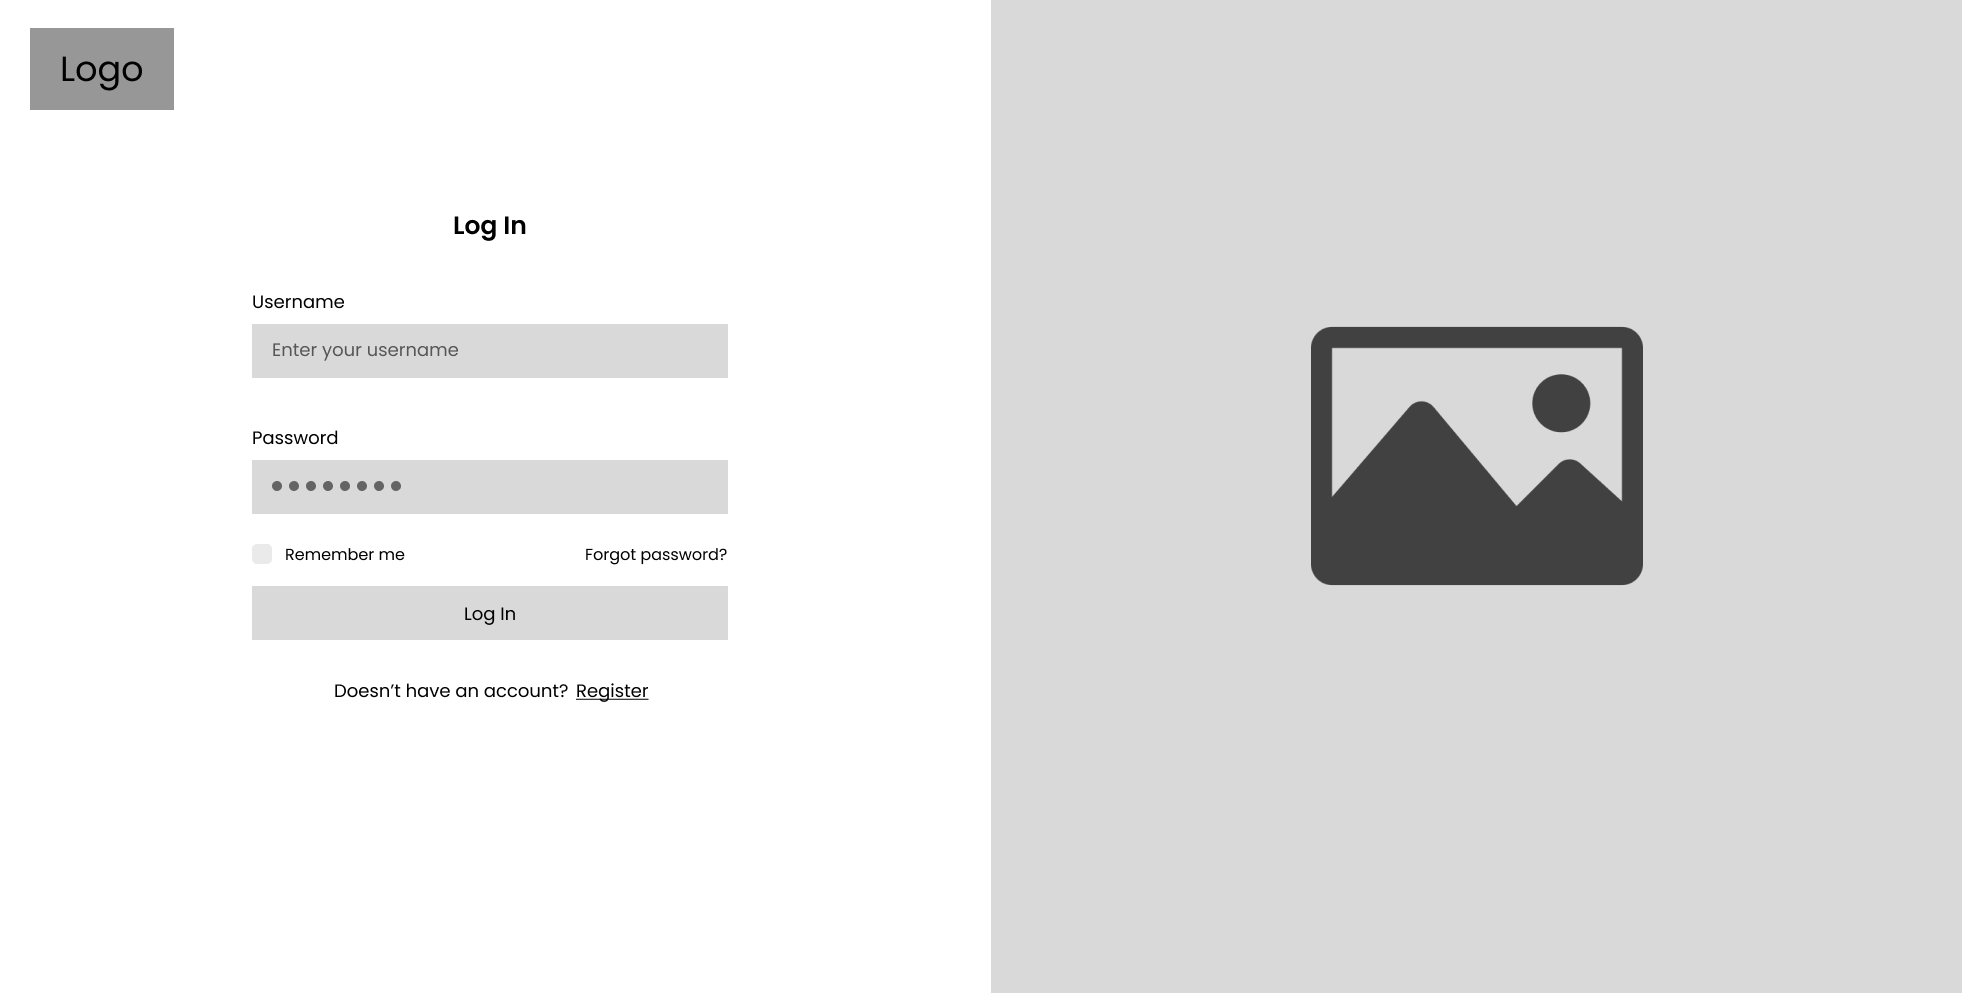 Logo
Log In
Username
Enter your username
Password
Remember me
Forgot password?
Log In
Doesn’t have an account? Register